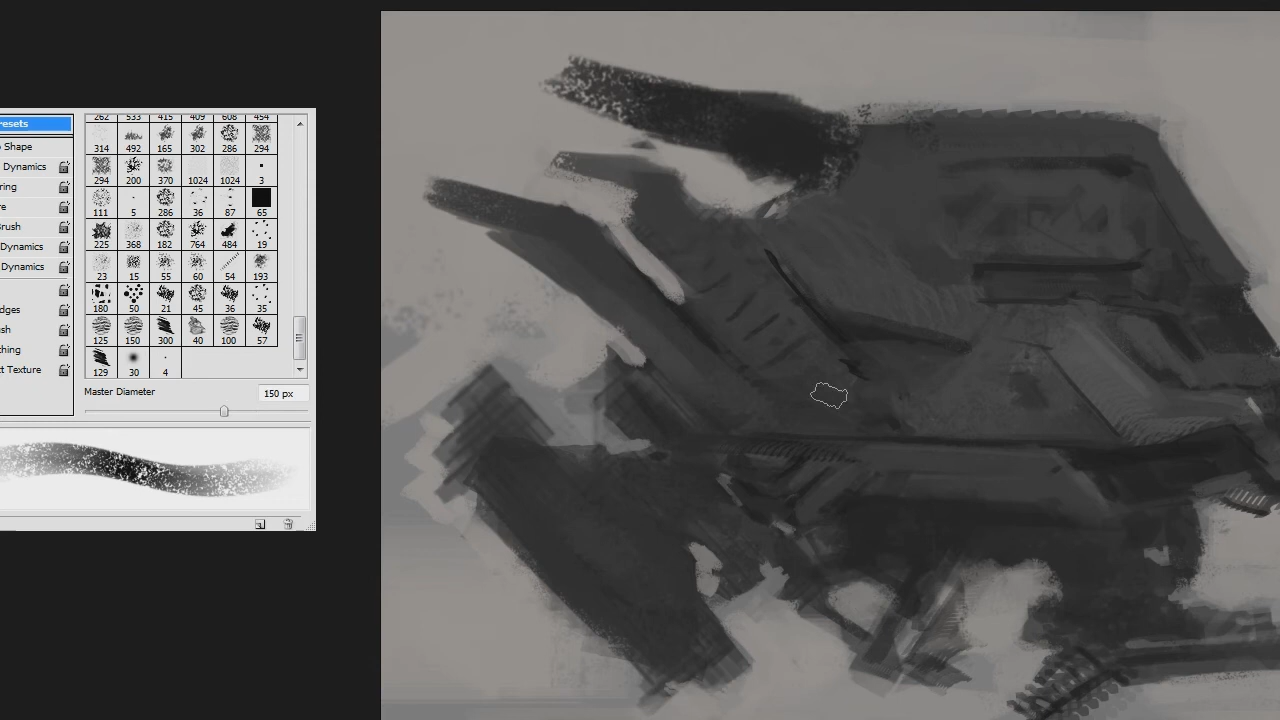 resets
Shape
Dynamics
ring
re
Brush
Dynamics
Dynamics
dges
sh
thing
t Texture
262 533 415 409 608 454
314 492 165 302 286 294
294 200 370 1024 1024 3
111 5 286 36 87 65
225 368 182 764 484 19
23 15 55 60 54 193
180 50 21 45 36 35
125 150 300 40 100 57
129 30 4
Master Diameter
150 px